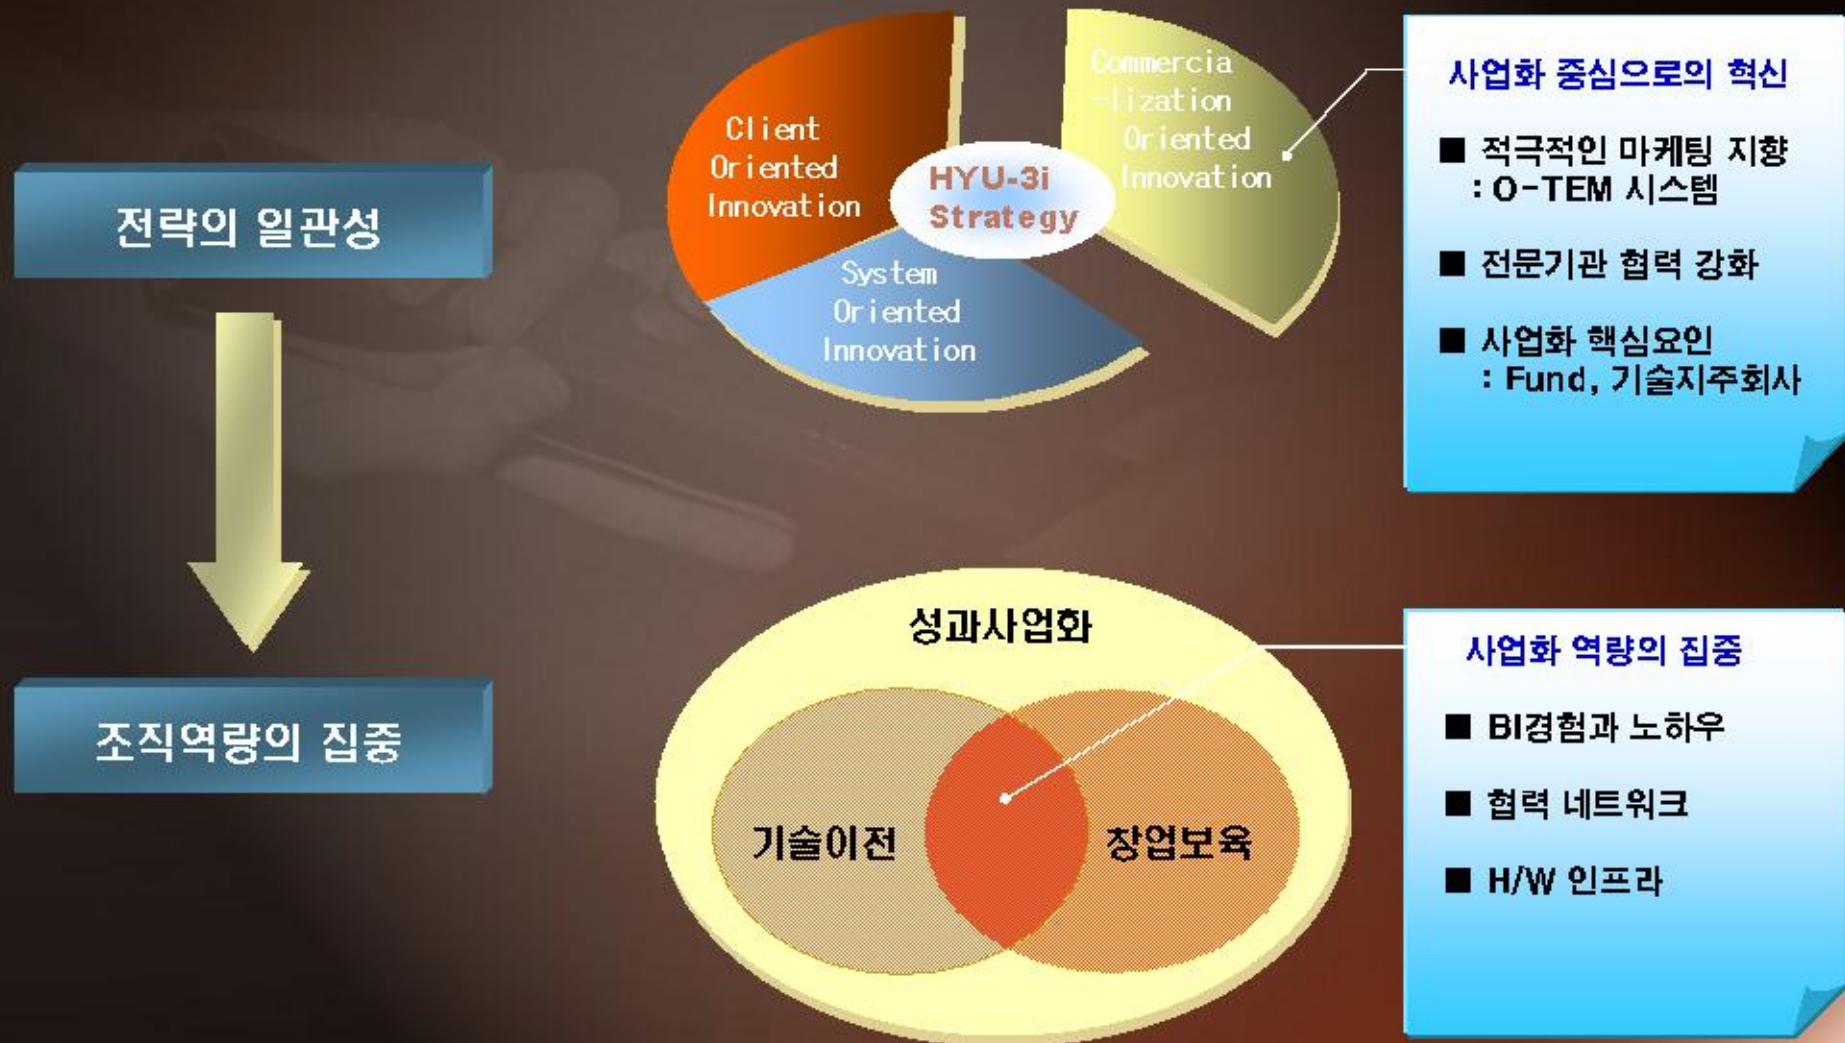 전략의 일관성
Client
Oriented
Innovation
Commercia
-lization
Oriented
Innovation
HYU-3i
Strategy
System
Oriented
Innovation
사업화 중심으로의 혁신
■ 적극적인 마케팅 지향
: O-TEM 시스템
■ 전문기관 협력 강화
■ 사업화 핵심요인
: Fund, 기술지주회사
조직역량의 집중
성과사업화
기술이전
창업보육
사업화 역량의 집중
■ BI경험과 노하우
■ 협력 네트워크
■ H/W 인프라